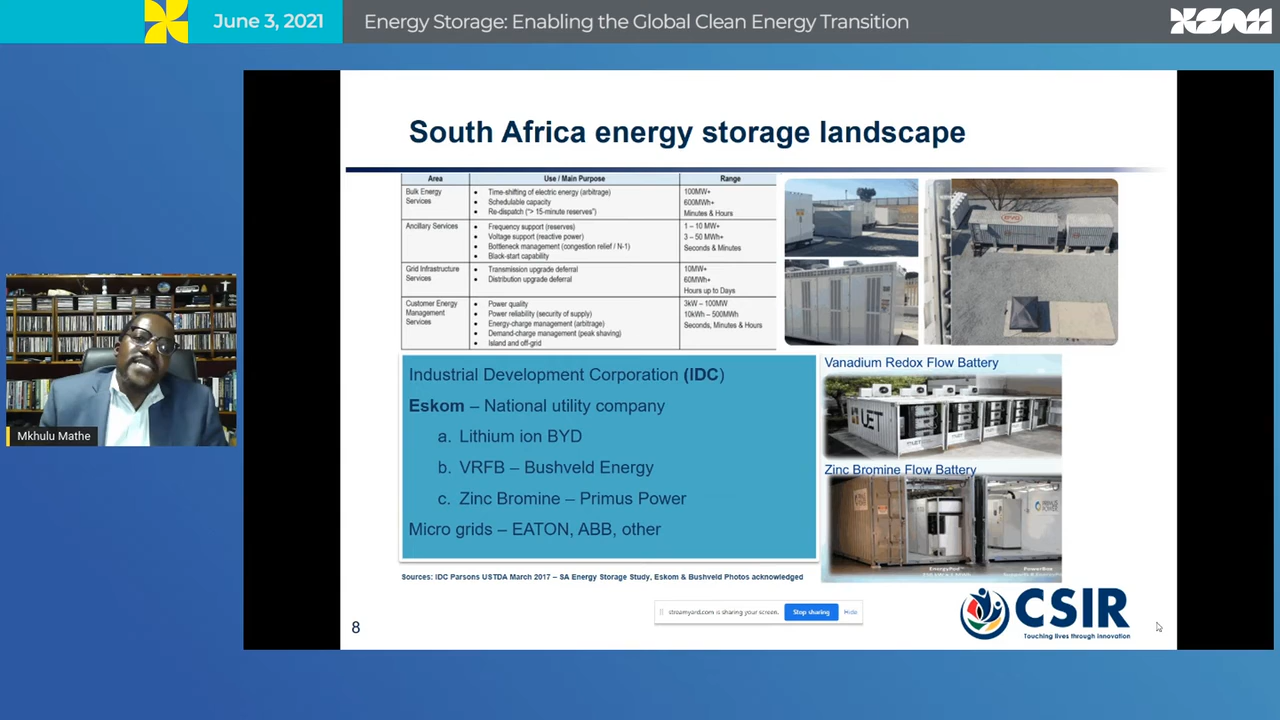 June 3, 2021
Energy Storage: Enabling the Global Clean Energy Transition
South Africa energy storage landscape
Area Use / Main Purpose Range
Bulk Energy Services
• Time-shifting of electric energy (arbitrage)
• Schedulable capacity
• Re-dispatch ("> 15-minute reserves")
100MW+
600MWh+
Minutes & Hours
Ancillary Services
• Frequency support (reserves)
• Voltage support (reactive power)
• Bottleneck management (congestion relief / N-1)
• Black-start capability
1 – 10 MW+
3 – 50 MWh+
Seconds & Minutes
Grid Infrastructure Services
• Transmission upgrade deferral
• Distribution upgrade deferral
10MW+
60MWh+
Hours up to Days
Customer Energy Management Services
• Power quality
• Power reliability (security of supply)
• Energy-charge management (arbitrage)
• Demand-charge management (peak shaving)
• Island and off-grid
3kW – 100MW
10kWh – 500MWh
Seconds, Minutes & Hours
Industrial Development Corporation (IDC)
Eskom – National utility company
a. Lithium ion BYD
b. VRFB – Bushveld Energy
c. Zinc Bromine – Primus Power
Micro grids – EATON, ABB, other
Vanadium Redox Flow Battery
UET
Zinc Bromine Flow Battery
PRIMUS POWER
EnergyPod
PowerBox
Sources: IDC Parsons USTDA March 2017 – SA Energy Storage Study, Eskom & Bushveld Photos acknowledged
streamyard.com is sharing your screen.
Stop sharing
Hide
8
CSIR
Touching lives through innovation
Mkhulu Mathe